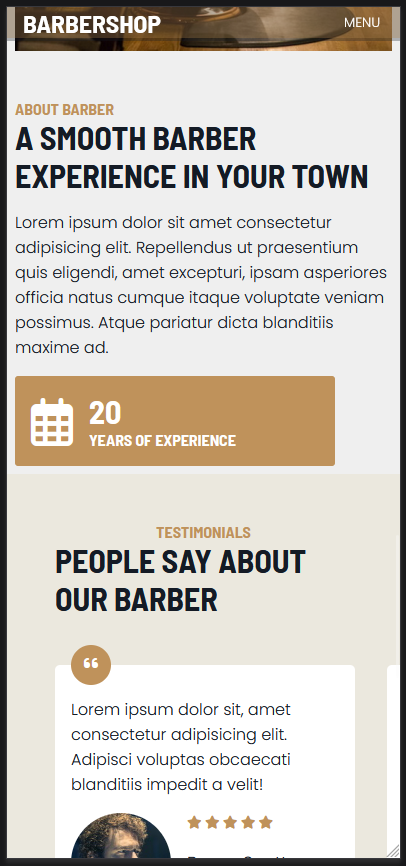 BARBERSHOP
MENU
ABOUT BARBER
A SMOOTH BARBER
EXPERIENCE IN YOUR TOWN
Lorem ipsum dolor sit amet consectetur
adipisicing elit. Repellendus ut praesentium
quis eligendi, amet excepturi, ipsam asperiores
officia natus cumque itaque voluptate veniam
possimus. Atque pariatur dicta blanditiis
maxime ad.
20
YEARS OF EXPERIENCE
TESTIMONIALS
PEOPLE SAY ABOUT
OUR BARBER
“
Lorem ipsum dolor sit, amet
consectetur adipisicing elit.
Adipisci voluptas obcaecati
blanditiis impedit a velit!